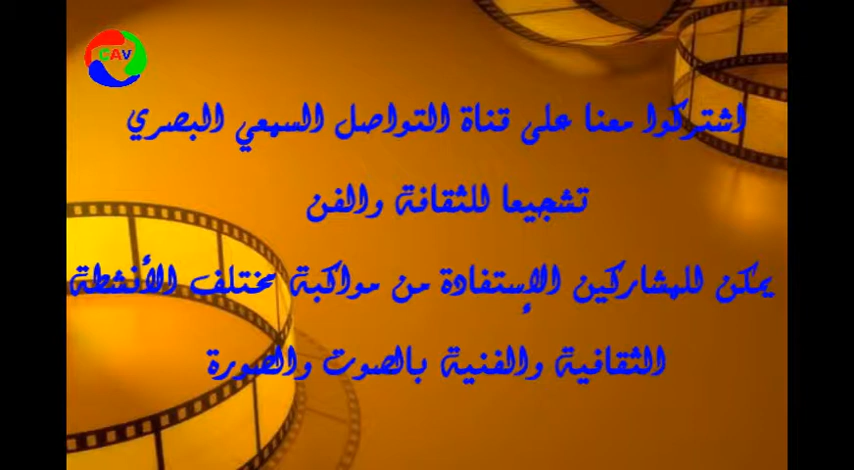 CAV
اشتركوا معنا على قناة التواصل السمعي البصري
تشجيعا للثقافة والفن
يمكن للمشاركين الإستفادة من مواكبة مختلف الأنشطة
الثقافية والفنية بالصوت والصورة